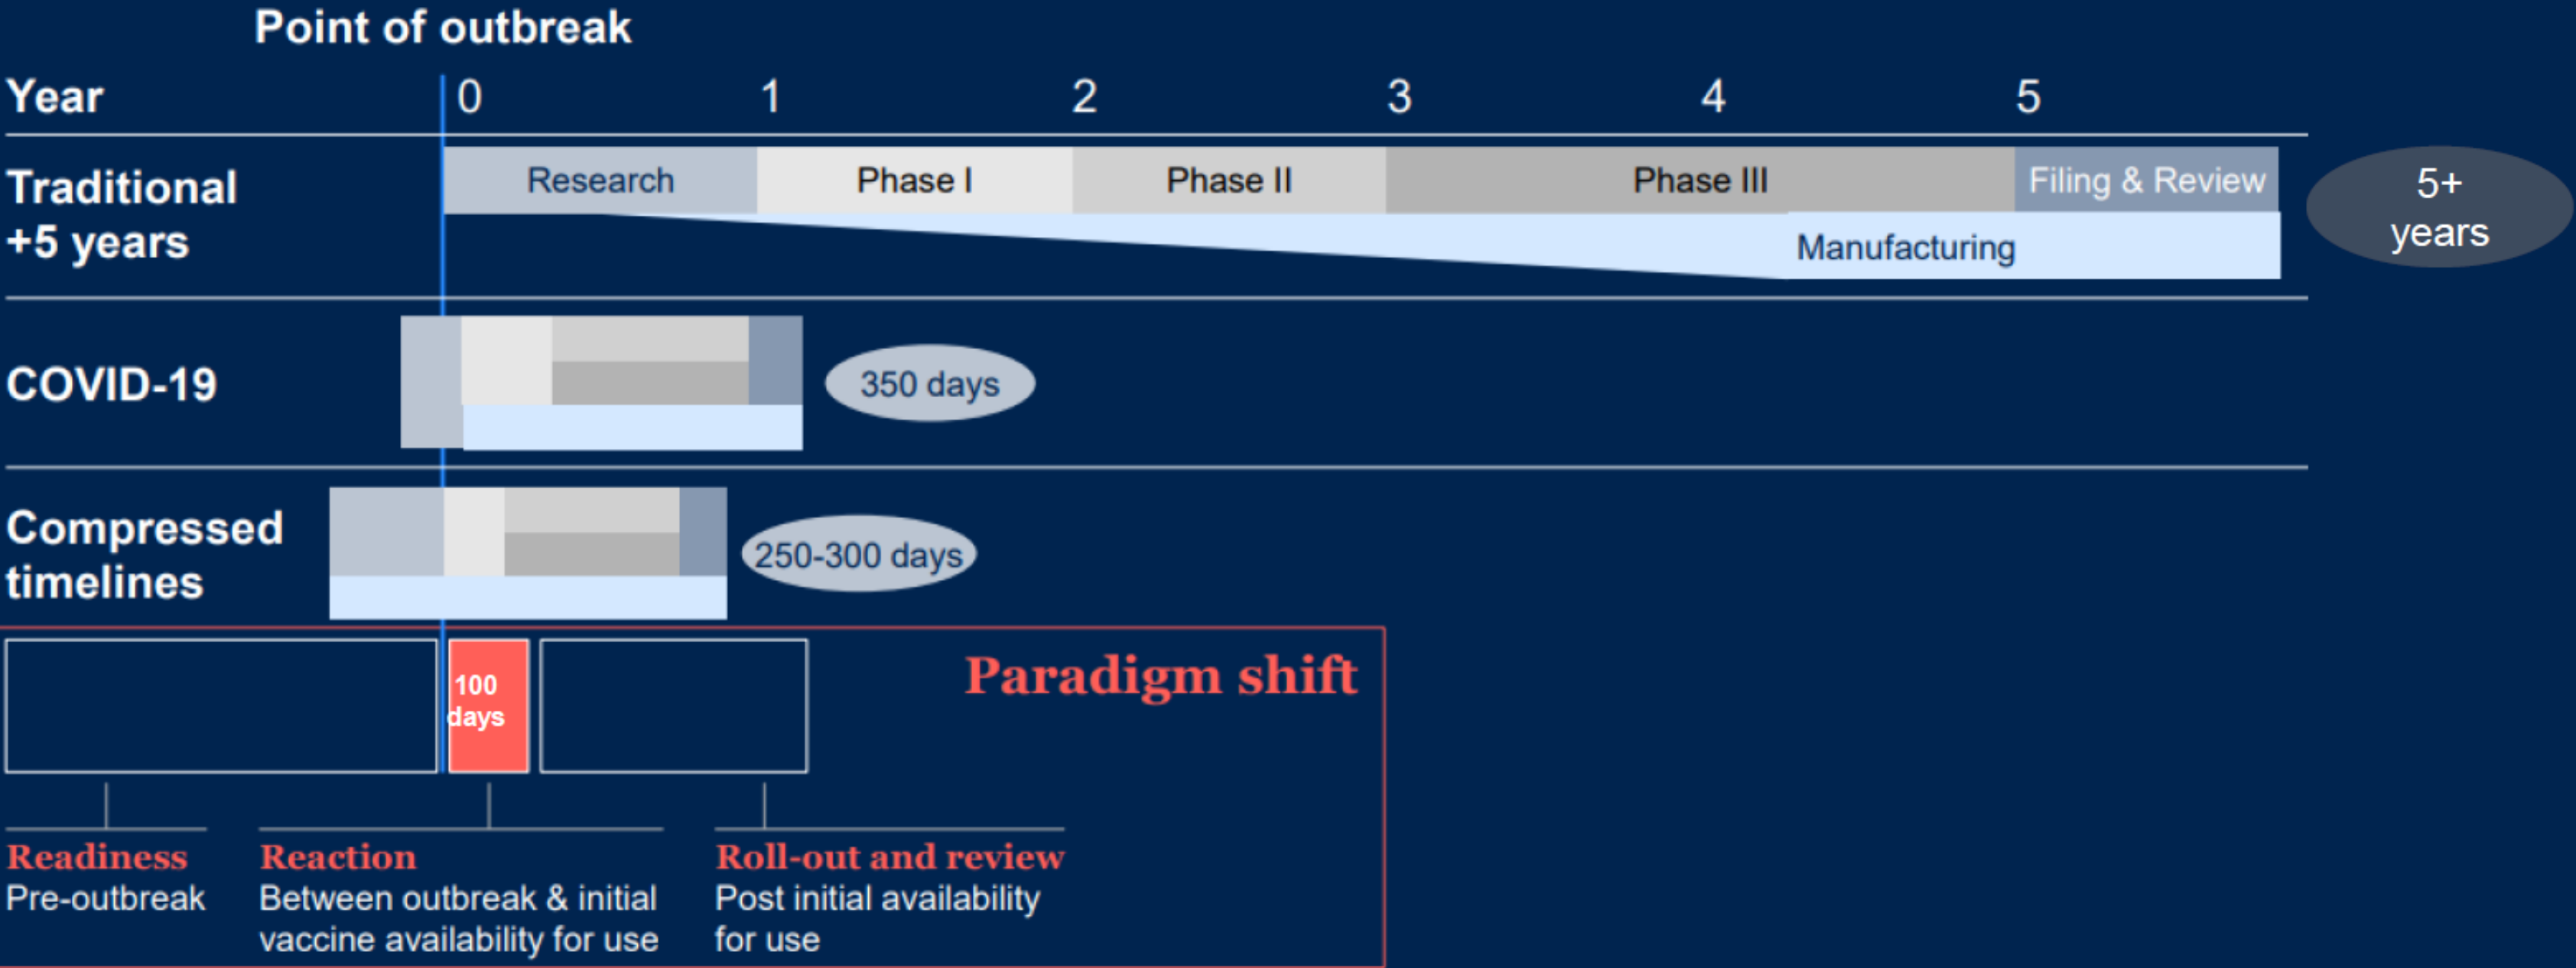 Point of outbreak
Year 0 1 2 3 4 5
Traditional
+5 years
Research Phase I Phase II Phase III Filing & Review
Manufacturing
5+
years
COVID-19
350 days
Compressed
timelines
250-300 days
100
days
Paradigm shift
Readiness
Pre-outbreak
Reaction
Between outbreak & initial
vaccine availability for use
Roll-out and review
Post initial availability
for use